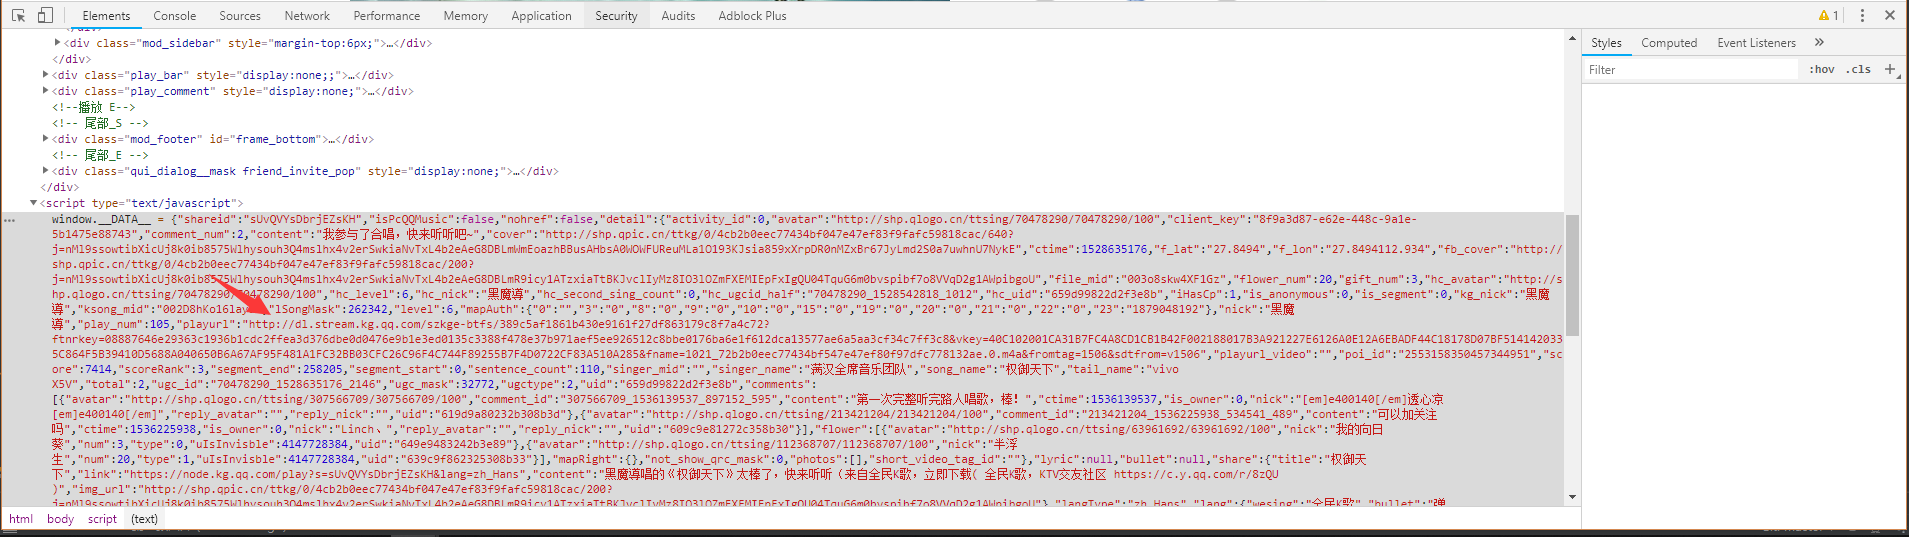 Elements Console Sources Network Performance Memory Application Security Audits Adblock Plus 1
<div class="mod_sidebar" style="margin-top:6px;">…</div>
Styles Computed Event Listeners
</div>
<div class="play_bar" style="display:none;;">…</div>
Filter :hov .cls
<div class="play_comment" style="display:none;">…</div>
<!--播放 E-->
<!-- 尾部_S -->
<div class="mod_footer" id="frame_bottom">…</div>
<!-- 尾部_E -->
<div class="qui_dialog__mask friend_invite_pop" style="display:none;">…</div>
</div>
<script type="text/javascript">
window.__DATA__ = {"shareid":"sUvQVYsDbrjEZsKH","isPcQQMusic":false,"nohref":false,"detail":{"activity_id":0,"avatar":"http://shp.qlogo.cn/ttsing/70478290/70478290/100","client_key":"8f9a3d87-e62e-448c-9a1e-
5b1475e88743","comment_num":2,"content":"我参与了合唱，快来听听吧~","cover":"http://shp.qpic.cn/ttkg/0/4cb2b0eec77434bf047e47ef83f9fafc59818cac/640?
j=nMl9ssowtibXicUj8k0ib8575Wlhysouh3Q4mslhx4v2erSwkiaNvTxL4b2eAeG8DBLmWmEoazhBBusAHbsA0WOWFUReuMLa1O193KJsia859xXrpDR0nMZxBr67JyLmd2S0a7uwhnU7NykE","ctime":1528635176,"f_lat":"27.8494","f_lon":"27.8494112.934","fb_cover":"http://
shp.qpic.cn/ttkg/0/4cb2b0eec77434bf047e47ef83f9fafc59818cac/200?
j=nMl9ssowtibXicUj8k0ib8575Wlhysouh3Q4mslhx4v2erSwkiaNvTxL4b2eAeG8DBLmR9icy1ATzxiaTtBKJvclIyMz8IO3lOZmFXEMIEpFxIgQU04TquG6m0bvspibf7o8VVqD2g1AWpibgoU","file_mid":"003o8skw4XF1Gz","flower_num":20,"gift_num":3,"hc_avatar":"http://
shp.qlogo.cn/ttsing/70478290/70478290/100","hc_level":6,"hc_nick":"黑魔導","hc_second_sing_count":0,"hc_ugcid_half":"70478290_1528542818_1012","hc_uid":"659d99822d2f3e8b","iHasCp":1,"is_anonymous":0,"is_segment":0,"kg_nick":"黑魔
導","ksong_mid":"002D8hKo16lay "lSongMask":262342,"level":6,"mapAuth":{"0":"","3":"0","8":"0","9":"0","10":"0","15":"0","19":"0","20":"0","21":"0","22":"0","23":"1879048192"},"nick":"黑魔
導","play_num":105,"playurl":"http://dl.stream.kg.qq.com/szkge-btfs/389c5af1861b430e9161f27df863179c8f7a4c72?
ftnrkey=08887646e29363c1936b1cdc2ffea3d376dbe0d0476e9b1e3ed0135c3388f478e37b971aef5ee926512c8bbe0176ba6e1f612dca13577ae6a5aa3cf34c7ff3c8&vkey=40C102001CA31B7FC4A8CD1CB1B42F002188017B3A921227E6126A0E12A6EBADF44C18178D07BF514142033
5C864F5B39410D5688A040650B6A67AF95F481A1FC32BB03CFC26C96F4C744F89255B7F4D0722CF83A510A285&fname=1021_72b2b0eec77434bf547e47ef80f97dfc778132ae.0.m4a&fromtag=1506&sdtfrom=v1506","playurl_video":"","poi_id":"2553158350457344951","sc
ore":7414,"scoreRank":3,"segment_end":258205,"segment_start":0,"sentence_count":110,"singer_mid":"","singer_name":"满汉全席音乐团队","song_name":"权御天下","tail_name":"vivo
X5V","total":2,"ugc_id":"70478290_1528635176_2146","ugc_mask":32772,"ugctype":2,"uid":"659d99822d2f3e8b","comments":
[{"avatar":"http://shp.qlogo.cn/ttsing/307566709/307566709/100","comment_id":"307566709_1536139537_897152_595","content":"第一次完整听完路人唱歌，棒！","ctime":1536139537,"is_owner":0,"nick":"[em]e400140[/em]透心凉
[em]e400140[/em]","reply_avatar":"","reply_nick":"","uid":"619d9a80232b308b3d"},{"avatar":"http://shp.qlogo.cn/ttsing/213421204/213421204/100","comment_id":"213421204_1536225938_534541_489","content":"可以加关注
吗","ctime":1536225938,"is_owner":0,"nick":"Linch、","reply_avatar":"","reply_nick":"","uid":"609c9e81272c358b30"}],"flower":[{"avatar":"http://shp.qlogo.cn/ttsing/63961692/63961692/100","nick":"我的向日
葵","num":3,"type":0,"uIsInvisble":4147728384,"uid":"649e9483242b3e89"},{"avatar":"http://shp.qlogo.cn/ttsing/112368707/112368707/100","nick":"半浮
生","num":20,"type":1,"uIsInvisble":4147728384,"uid":"639c9f862325308b33"}],"mapRight":{},"not_show_qrc_mask":0,"photos":[],"short_video_tag_id":""},"lyric":null,"bullet":null,"share":{"title":"权御天
下","link":"https://node.kg.qq.com/play?s=sUvQVYsDbrjEZsKH&lang=zh_Hans","content":"黑魔導唱的《权御天下》太棒了，快来听听（来自全民K歌，立即下载( 全民K歌，KTV交友社区 https://c.y.qq.com/r/8zQU
)","img_url":"http://shp.qpic.cn/ttkg/0/4cb2b0eec77434bf047e47ef83f9fafc59818cac/200?
j=nMl9ssowtibXicUj8k0ib8575Wlhysouh3Q4mslhx4v2erSwkiaNvTxL4b2eAeG8DBLmR9icy1ATzxiaTtBKJvclIyMz8IO3lOZmFXEMIEpFxIgQU04TquG6m0bvspibf7o8VVqD2g1AWpibgoU"},"langType":"zh_Hans","lang":{"wesing":"全民K歌","bullet":"弹
html body script (text)